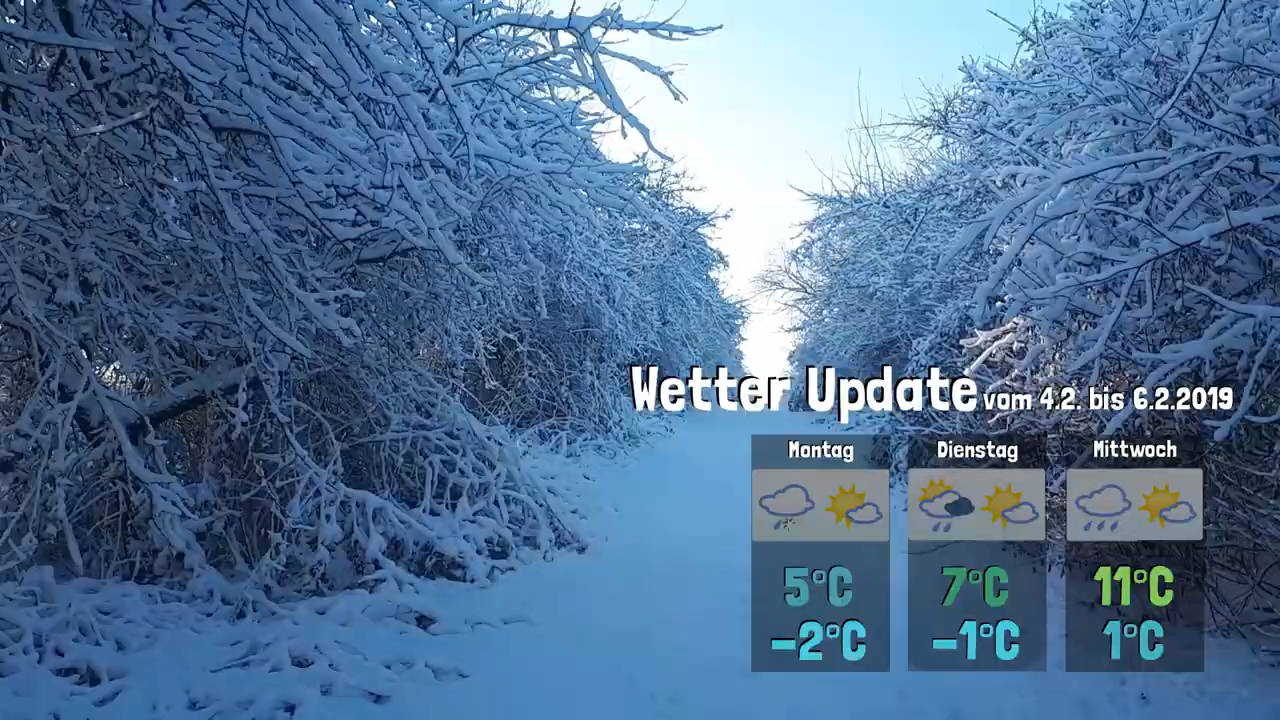 Wetter Update vom 4.2. bis 6.2.2019
Montag Dienstag Mittwoch
5°C 7°C 11°C
-2°C -1°C 1°C